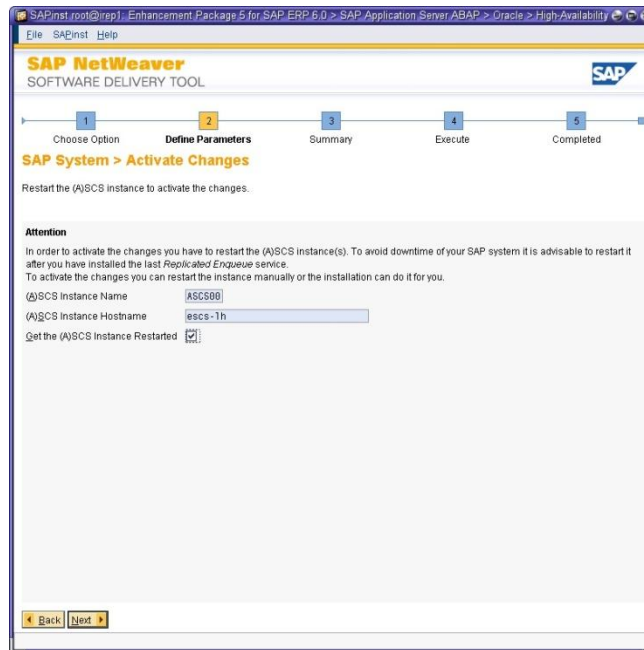 SAPinst root@irep1: Enhancement Package 5 for SAP ERP 6.0 > SAP Application Server ABAP > Oracle > High-Availability
File SAPinst Help
SAP NetWeaver
SOFTWARE DELIVERY TOOL
SAP
1 2 3 4 5
Choose Option Define Parameters Summary Execute Completed
SAP System > Activate Changes
Restart the (A)SCS instance to activate the changes.
Attention
In order to activate the changes you have to restart the (A)SCS instance(s). To avoid downtime of your SAP system it is advisable to restart it
after you have installed the last Replicated Enqueue service.
To activate the changes you can restart the instance manually or the installation can do it for you.
(A)SCS Instance Name ASCS00
(A)SCS Instance Hostname escs-lh
Get the (A)SCS Instance Restarted
Back Next